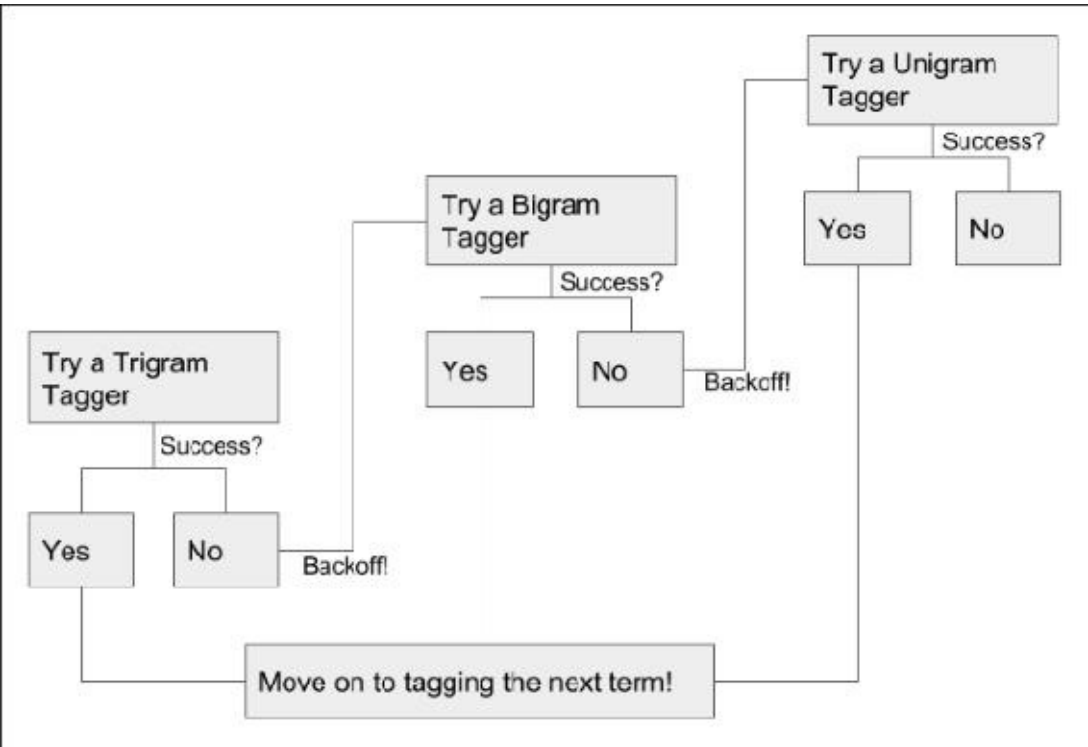 Try a Unigram
Tagger
Success?
Yes
No
Try a Bigram
Tagger
Success?
Yes
No
Backoff!
Try a Trigram
Tagger
Success?
Yes
No
Backoff!
Move on to tagging the next term!